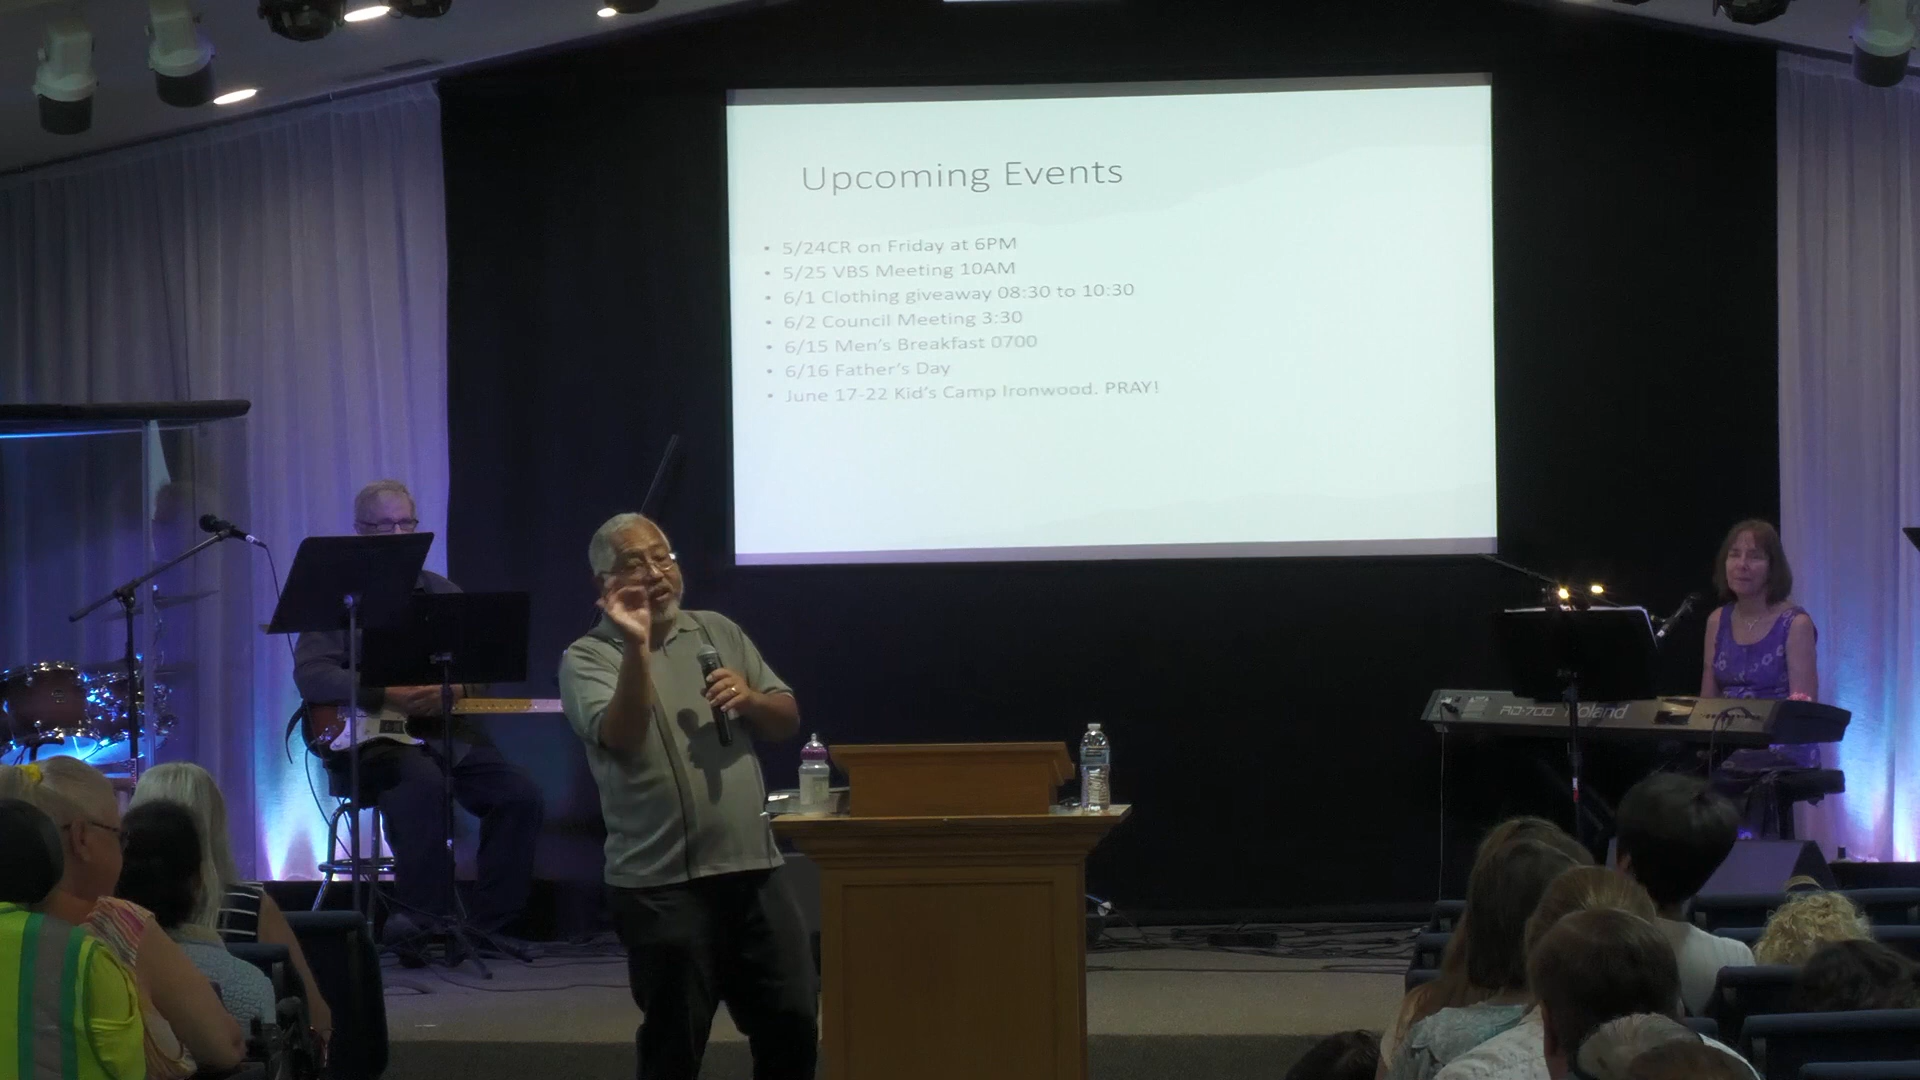 Upcoming Events
• 5/24CR on Friday at 6PM
• 5/25 VBS Meeting 10AM
• 6/1 Clothing giveaway 08:30 to 10:30
• 6/2 Council Meeting 3:30
• 6/15 Men's Breakfast 0700
• 6/16 Father's Day
• June 17-22 Kid's Camp Ironwood. PRAY!
RD-700 Roland